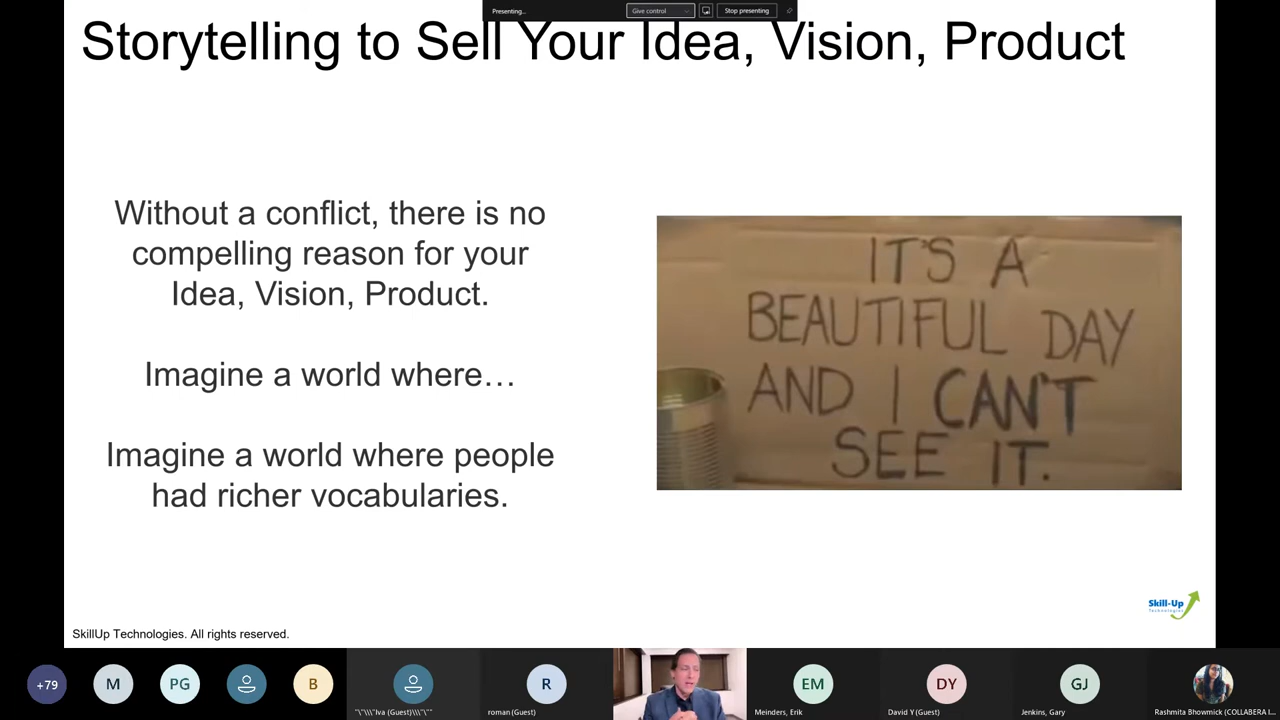 Presenting...
Give control
Stop presenting
Storytelling to Sell Your Idea, Vision, Product
Without a conflict, there is no
compelling reason for your
Idea, Vision, Product.
Imagine a world where…
Imagine a world where people
had richer vocabularies.
IT'S A
BEAUTIFUL DAY
AND I CAN'T
SEE IT.
Skill-Up
Technologies
SkillUp Technologies. All rights reserved.
+79
M
PG
B
"\"\\\"Iva (Guest)\\\"\""
R
roman (Guest)
EM
Meinders, Erik
DY
David Y (Guest)
GJ
Jenkins, Gary
Rashmita Bhowmick (COLLABERA I...